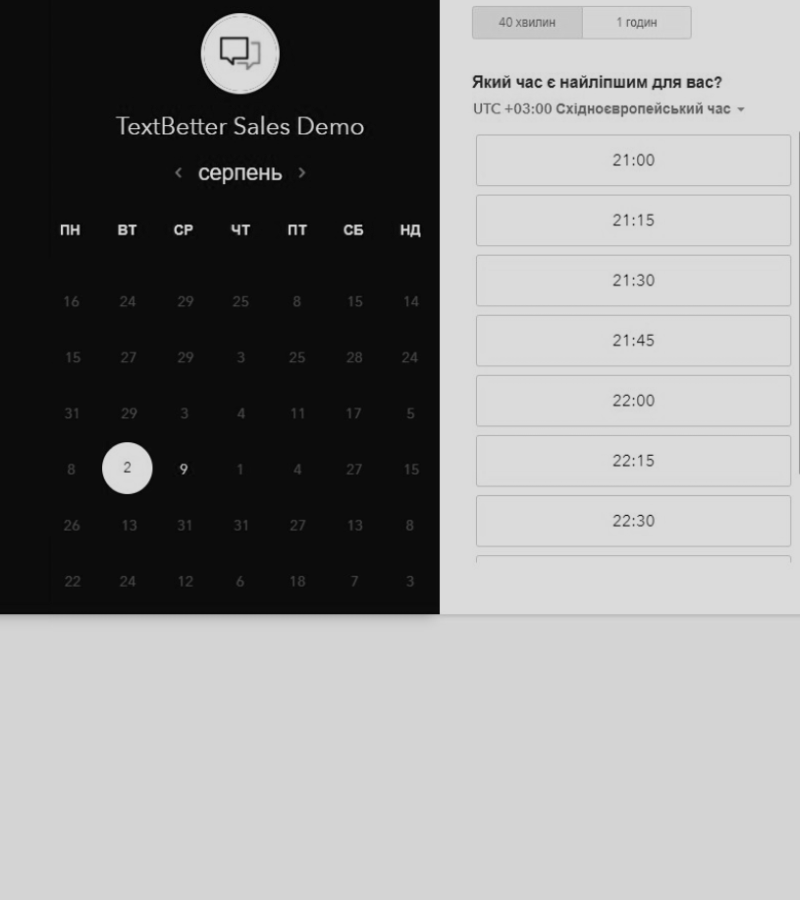 TextBetter Sales Demo
серпень
ПН ВТ СР ЧТ ПТ СБ НД
16 24 29 25 8 15 14
15 27 29 3 25 28 24
31 29 3 4 11 17 5
8 2 9 1 4 27 15
26 13 31 31 27 13 8
22 24 12 6 18 7 3
40 хвилин 1 годин
Який час є найліпшим для вас?
UTC +03:00 Східноєвропейський час
21:00
21:15
21:30
21:45
22:00
22:15
22:30